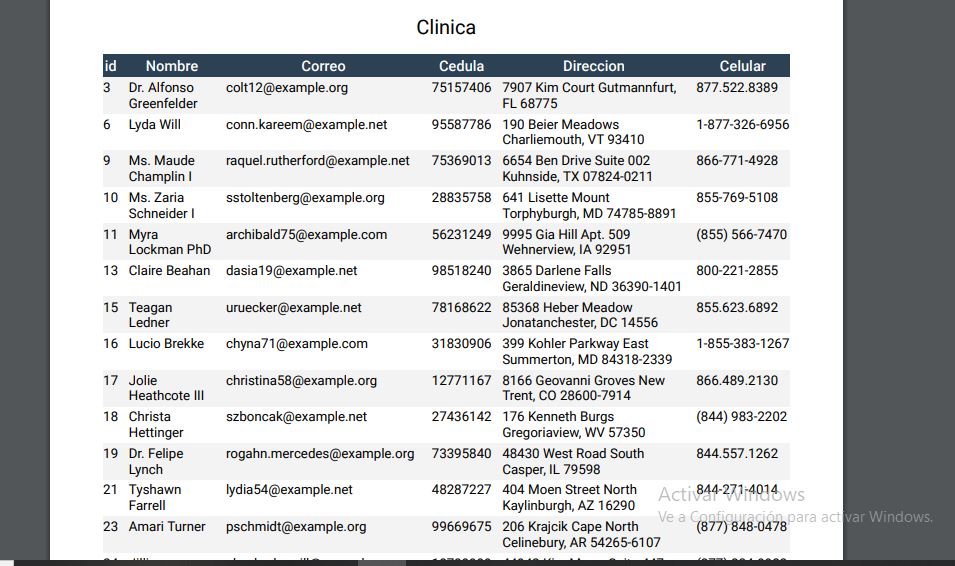 Clinica
id Nombre Correo Cedula Direccion Celular
3 Dr. Alfonso colt12@example.org 75157406 7907 Kim Court Gutmannfurt, 877.522.8389
Greenfelder FL 68775
6 Lyda Will conn.kareem@example.net 95587786 190 Beier Meadows 1-877-326-6956
Charliemouth, VT 93410
9 Ms. Maude raquel.rutherford@example.net 75369013 6654 Ben Drive Suite 002 866-771-4928
Champlin I Kuhnside, TX 07824-0211
10 Ms. Zaria sstoltenberg@example.org 28835758 641 Lisette Mount 855-769-5108
Schneider I Torphyburgh, MD 74785-8891
11 Myra archibald75@example.com 56231249 9995 Gia Hill Apt. 509 (855) 566-7470
Lockman PhD Wehnerview, IA 92951
13 Claire Beahan dasia19@example.net 98518240 3865 Darlene Falls 800-221-2855
Geraldineview, ND 36390-1401
15 Teagan uruecker@example.net 78168622 85368 Heber Meadow 855.623.6892
Ledner Jonatanchester, DC 14556
16 Lucio Brekke chyna71@example.com 31830906 399 Kohler Parkway East 1-855-383-1267
Summerton, MD 84318-2339
17 Jolie christina58@example.org 12771167 8166 Geovanni Groves New 866.489.2130
Heathcote III Trent, CO 28600-7914
18 Christa szboncak@example.net 27436142 176 Kenneth Burgs (844) 983-2202
Hettinger Gregoriaview, WV 57350
19 Dr. Felipe rogahn.mercedes@example.org 73395840 48430 West Road South 844.557.1262
Lynch Casper, IL 79598
21 Tyshawn lydia54@example.net 48287227 404 Moen Street North 844-271-4014
Farrell Kaylinburgh, AZ 16290
Activar Windows
23 Amari Turner pschmidt@example.org 99669675 206 Krajcik Cape North (877) 848-0478
Celinebury, AR 54265-6107
Ve a Configuración para activar Windows.